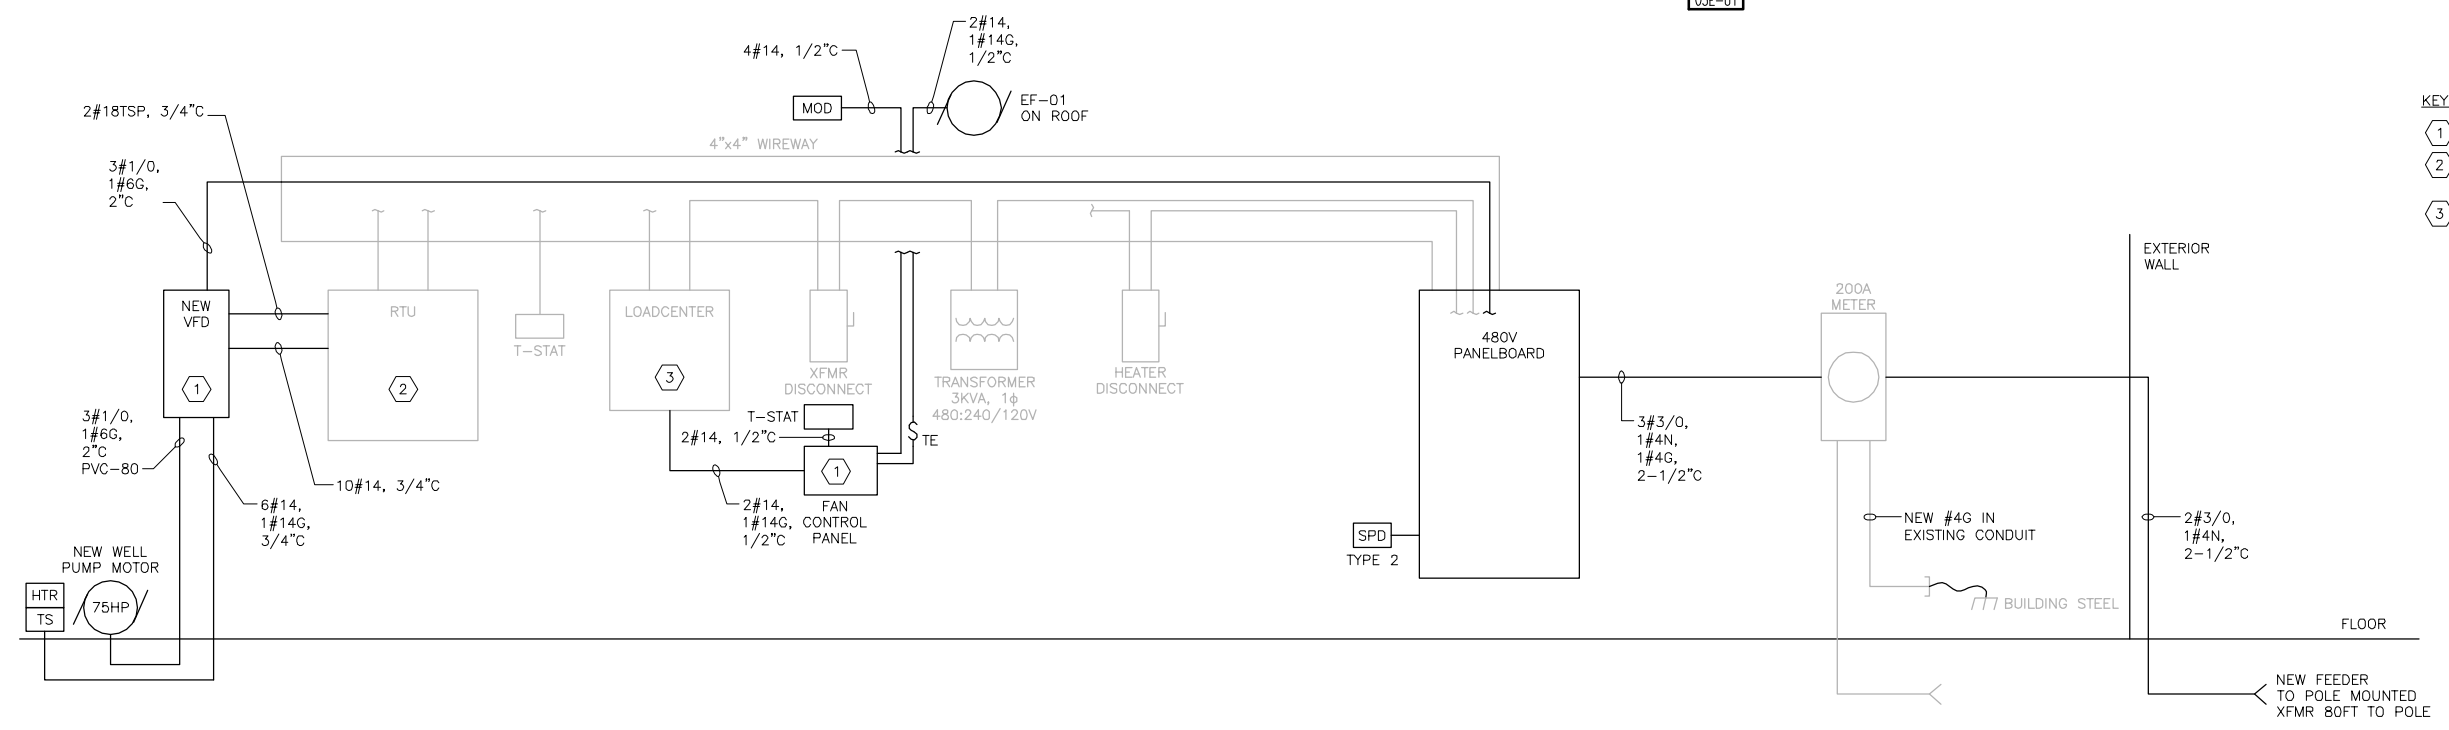 03E-01
2#14,
1#14G,
1/2"C
4#14, 1/2"C
MOD
EF-01
ON ROOF
KEY
1
2
3
2#18TSP, 3/4"C
4"x4" WIREWAY
3#1/0,
1#6G,
2"C
EXTERIOR
WALL
NEW
VFD
1
RTU
2
T-STAT
LOADCENTER
3
XFMR
DISCONNECT
TRANSFORMER
3KVA, 1ϕ
480:240/120V
HEATER
DISCONNECT
480V
PANELBOARD
200A
METER
3#1/0,
1#6G,
2"C
PVC-80
T-STAT
2#14, 1/2"C
TE
1
FAN
CONTROL
PANEL
2#14,
1#14G,
1/2"C
10#14, 3/4"C
6#14,
1#14G,
3/4"C
3#3/0,
1#4N,
1#4G,
2-1/2"C
SPD
TYPE 2
NEW #4G IN
EXISTING CONDUIT
2#3/0,
1#4N,
2-1/2"C
NEW WELL
PUMP MOTOR
HTR
TS
75HP
BUILDING STEEL
FLOOR
NEW FEEDER
TO POLE MOUNTED
XFMR 80FT TO POLE